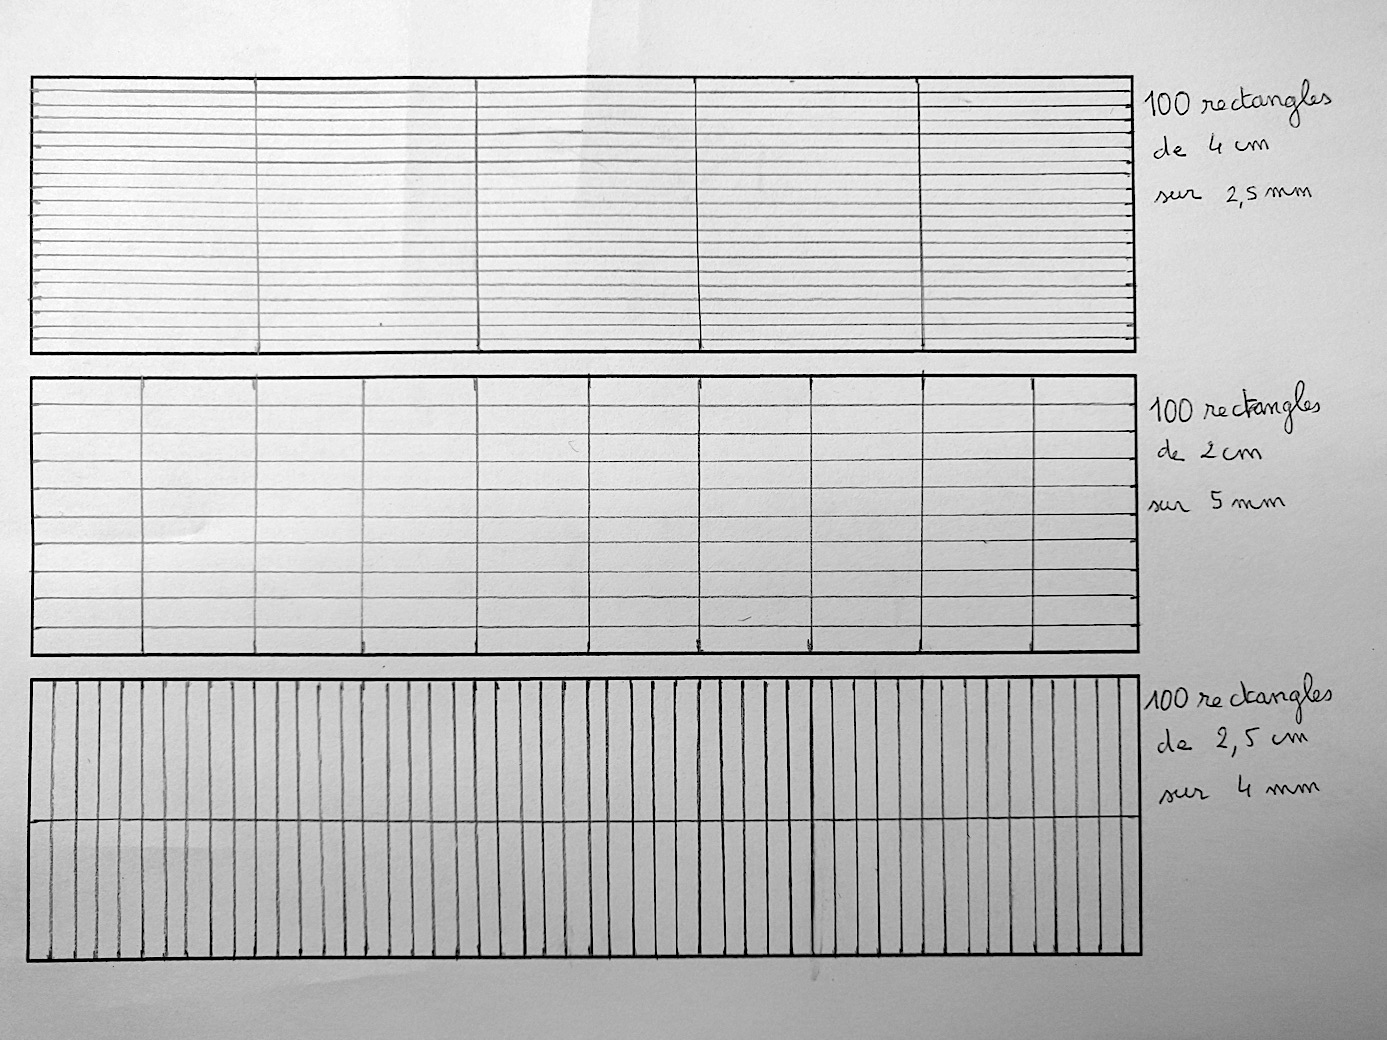 100 rectangles
de 4 cm
sur 2,5 mm
100 rectangles
de 2 cm
sur 5 mm
100 rectangles
de 2,5 cm
sur 4 mm